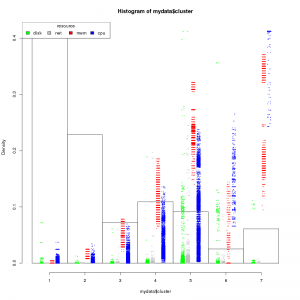 Histogram of mydata$cluster
resource
disk net mem cpu
Density
0.4
0.3
0.2
0.1
0.0
1 2 3 4 5 6 7
mydata$cluster